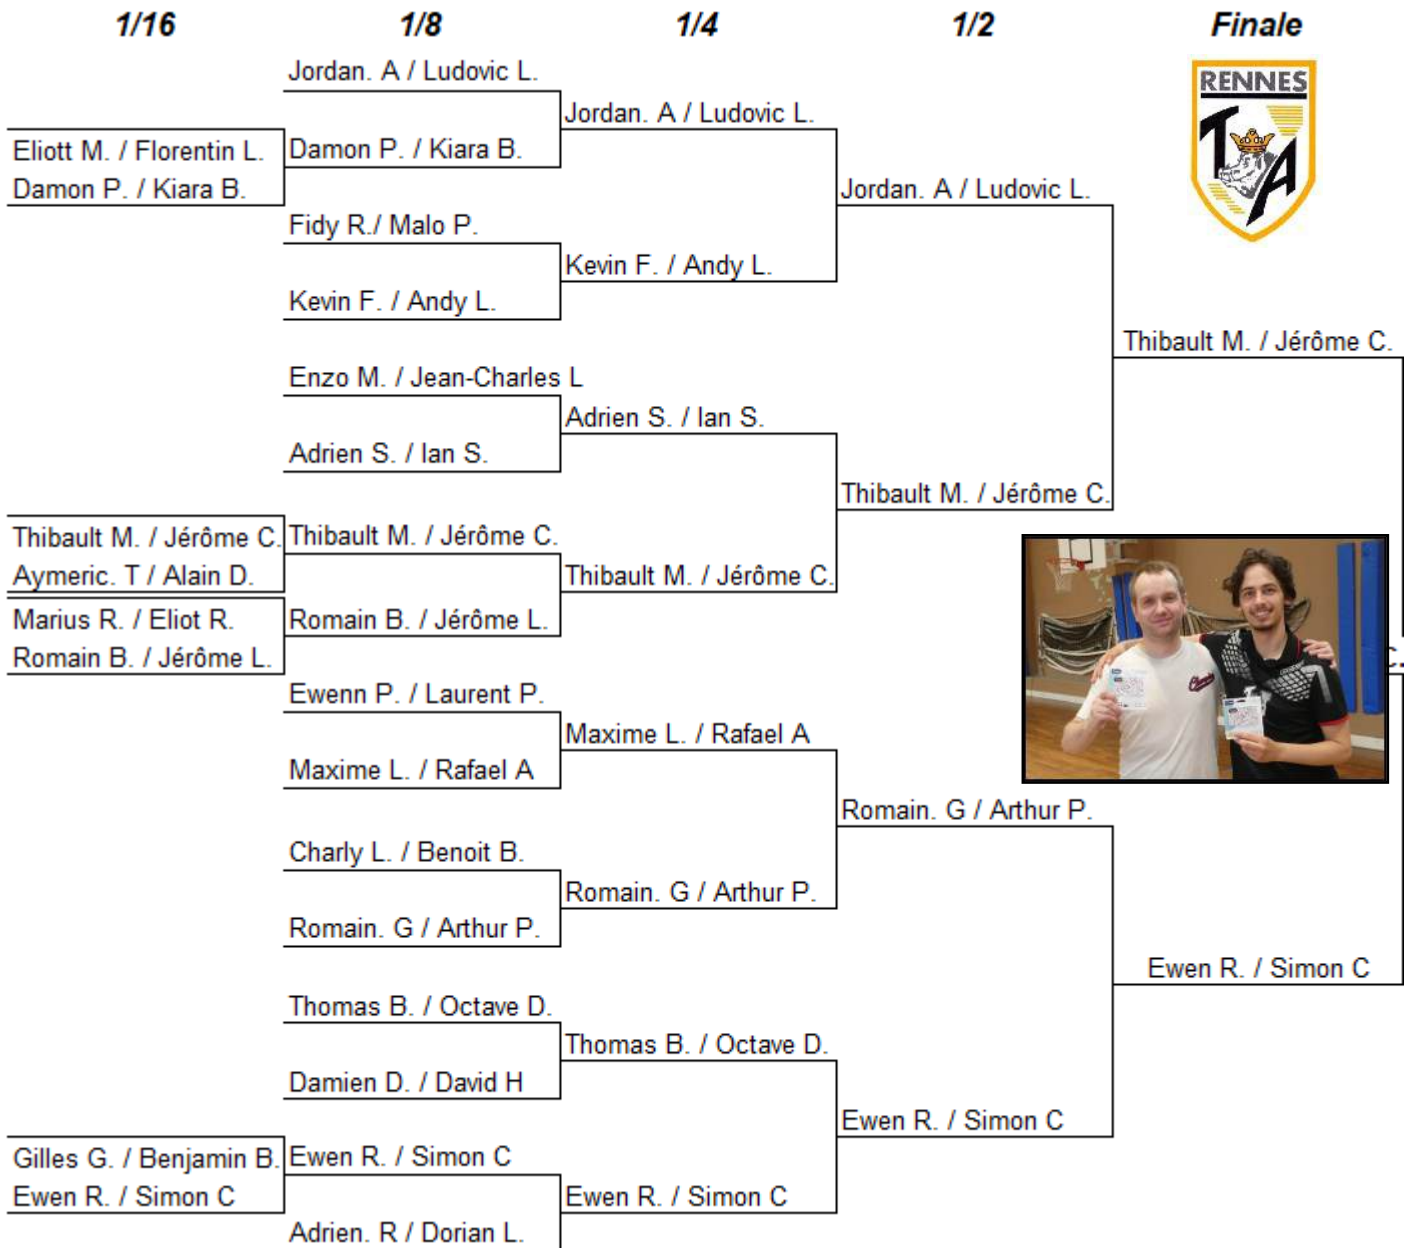 1/16 1/8 1/4 1/2 Finale
RENNES
TA
Eliott M. / Florentin L.
Damon P. / Kiara B.
Thibault M. / Jérôme C.
Aymeric. T / Alain D.
Marius R. / Eliot R.
Romain B. / Jérôme L.
Gilles G. / Benjamin B.
Ewen R. / Simon C
Jordan. A / Ludovic L.
Damon P. / Kiara B.
Fidy R./ Malo P.
Kevin F. / Andy L.
Enzo M. / Jean-Charles L
Adrien S. / Ian S.
Thibault M. / Jérôme C.
Romain B. / Jérôme L.
Ewenn P. / Laurent P.
Maxime L. / Rafael A
Charly L. / Benoit B.
Romain. G / Arthur P.
Thomas B. / Octave D.
Damien D. / David H
Ewen R. / Simon C
Adrien. R / Dorian L.
Jordan. A / Ludovic L.
Kevin F. / Andy L.
Adrien S. / Ian S.
Thibault M. / Jérôme C.
Maxime L. / Rafael A
Romain. G / Arthur P.
Thomas B. / Octave D.
Ewen R. / Simon C
Jordan. A / Ludovic L.
Thibault M. / Jérôme C.
Romain. G / Arthur P.
Ewen R. / Simon C
Thibault M. / Jérôme C.
Ewen R. / Simon C